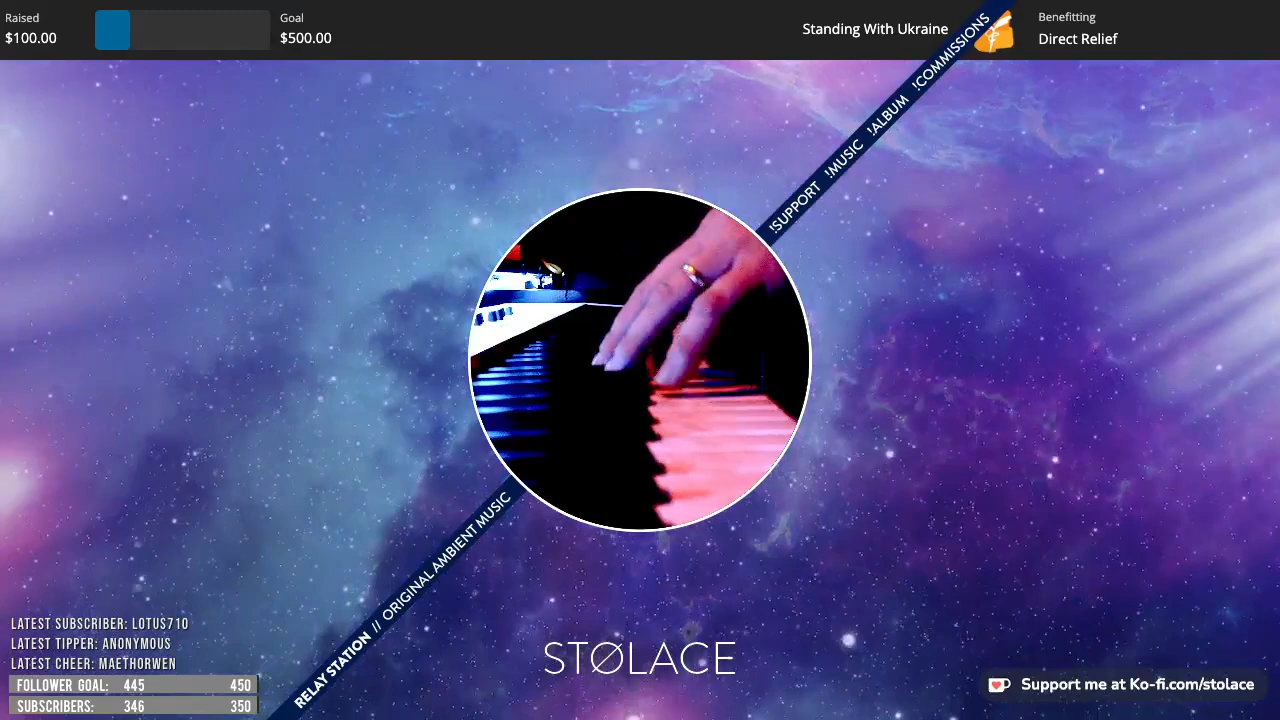 Raised
$100.00
Goal
$500.00
Standing With Ukraine
Benefitting
Direct Relief
!SUPPORT !MUSIC !ALBUM !COMMISSIONS
RELAY STATION // ORIGINAL AMBIENT MUSIC
LATEST SUBSCRIBER: LOTUS710
LATEST TIPPER: ANONYMOUS
LATEST CHEER: MAETHORWEN
FOLLOWER GOAL: 445 450
SUBSCRIBERS: 346 350
STØLACE
Support me at Ko-fi.com/stolace